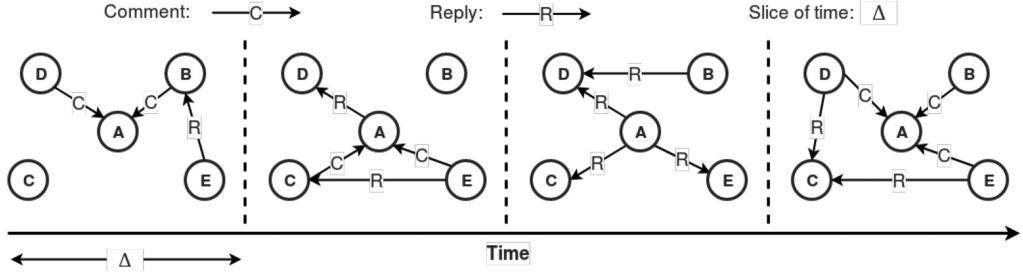 Comment: C Reply: R Slice of time: Δ
D B D B D B D B
C C R R R C C
A A A A
R C C R R R C
C E C R E C E C R E
Time
Δ